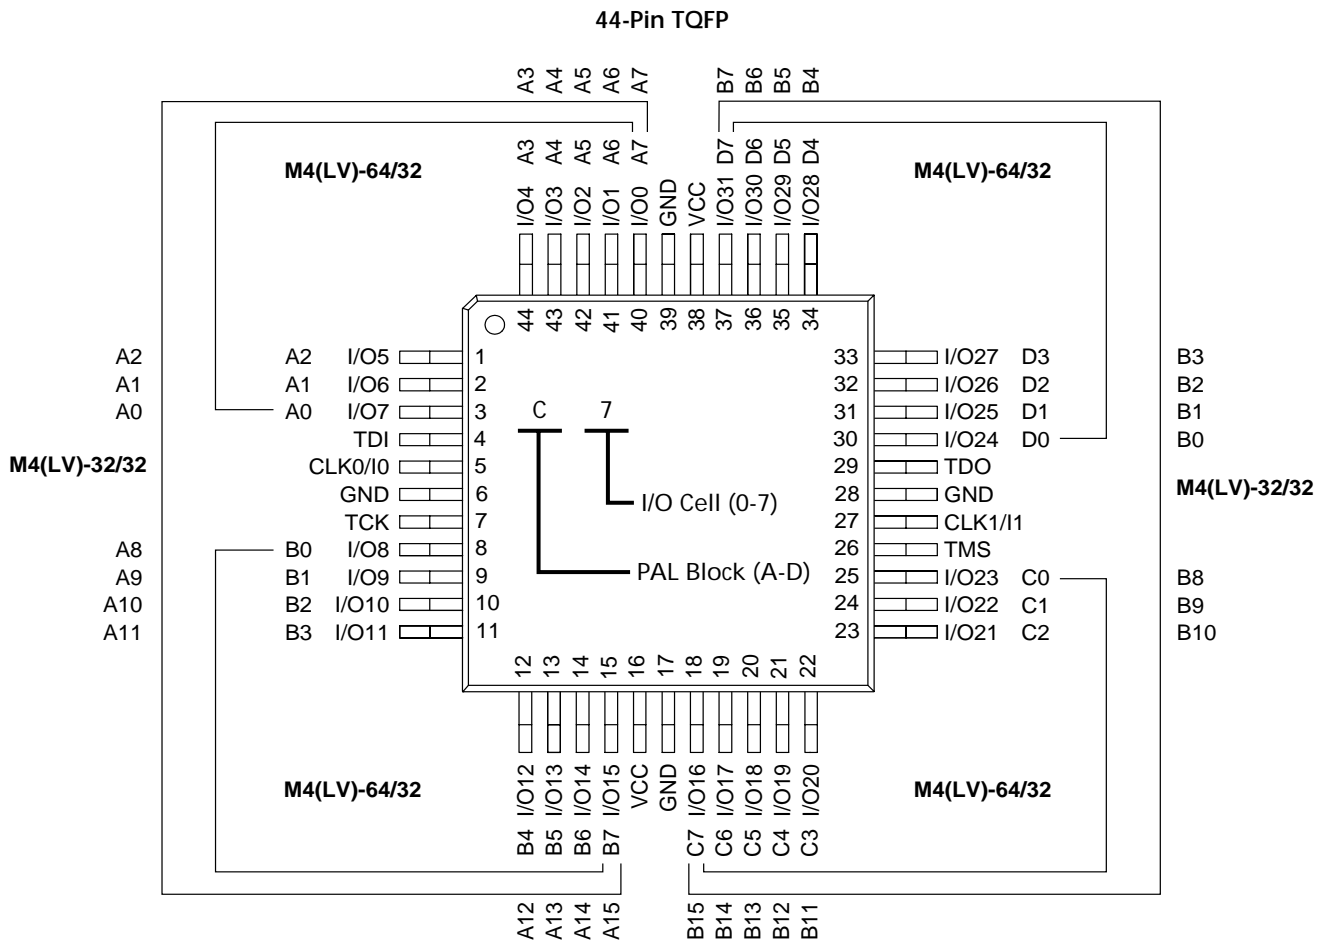 44-Pin TQFP
A3 A4 A5 A6 A7 B7 B6 B5 B4
A3 A4 A5 A6 A7 D7 D6 D5 D4
M4(LV)-64/32 M4(LV)-64/32
I/O4 I/O3 I/O2 I/O1 I/O0 GND VCC I/O31 I/O30 I/O29 I/O28
44 43 42 41 40 39 38 37 36 35 34
A2 A2 I/O5 1 33 I/O27 D3 B3
A1 A1 I/O6 2 32 I/O26 D2 B2
A0 A0 I/O7 3 C 7 31 I/O25 D1 B1
TDI 4 30 I/O24 D0 B0
M4(LV)-32/32 CLK0/I0 5 29 TDO
GND 6 I/O Cell (0-7) 28 GND M4(LV)-32/32
TCK 7 27 CLK1/I1
A8 B0 I/O8 8 26 TMS
A9 B1 I/O9 9 PAL Block (A-D) 25 I/O23 C0 B8
A10 B2 I/O10 10 24 I/O22 C1 B9
A11 B3 I/O11 11 23 I/O21 C2 B10
12 13 14 15 16 17 18 19 20 21 22
I/O12 I/O13 I/O14 I/O15 VCC GND I/O16 I/O17 I/O18 I/O19 I/O20
M4(LV)-64/32 M4(LV)-64/32
B4 B5 B6 B7 C7 C6 C5 C4 C3
A12 A13 A14 A15 B15 B14 B13 B12 B11